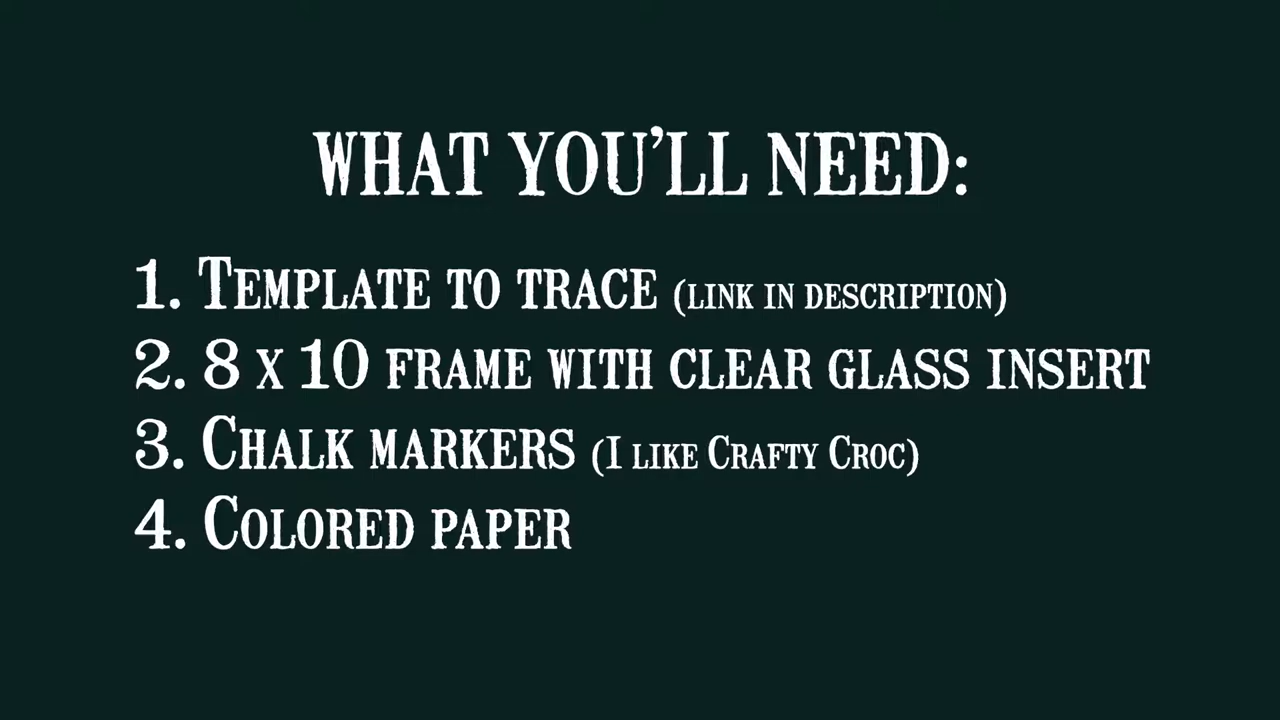 WHAT YOU'LL NEED:
1. TEMPLATE TO TRACE (LINK IN DESCRIPTION)
2. 8 X 10 FRAME WITH CLEAR GLASS INSERT
3. CHALK MARKERS (I LIKE CRAFTY CROC)
4. COLORED PAPER